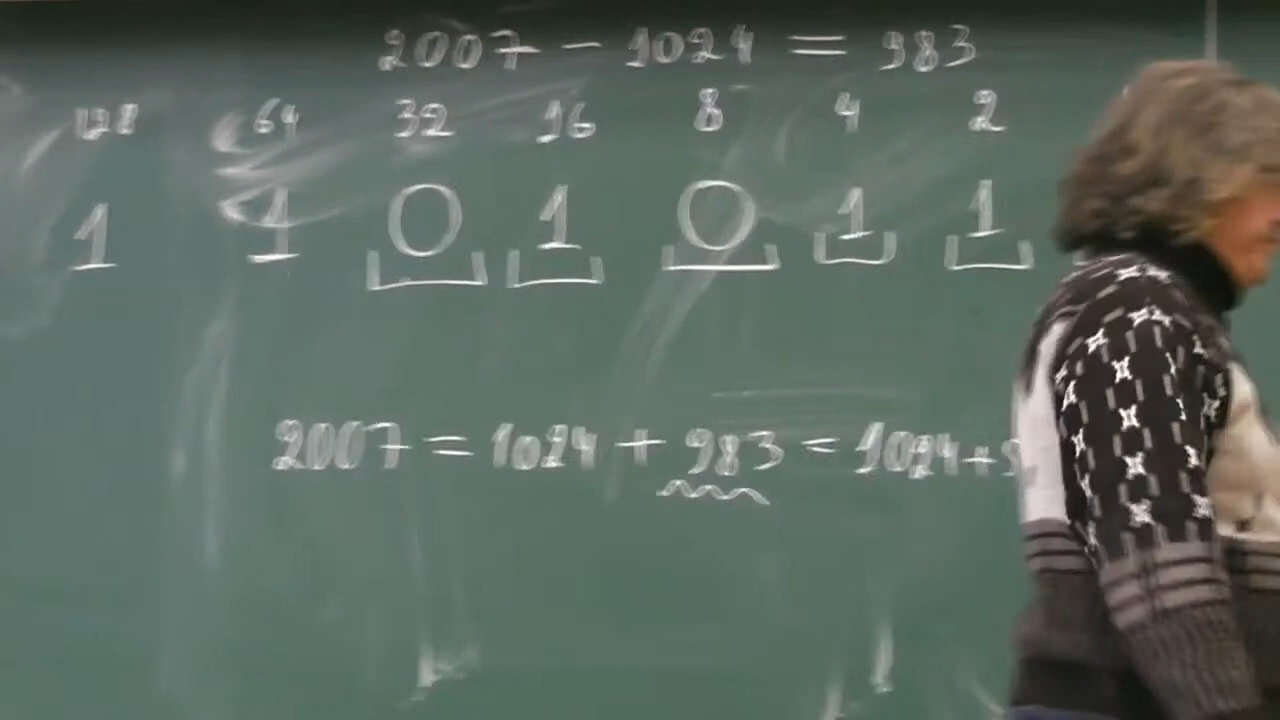 2007 - 1024 = 983
128 64 32 16 8 4 2
1 1 0 1 0 1 1
2007 = 1024 + 983 = 1024 +